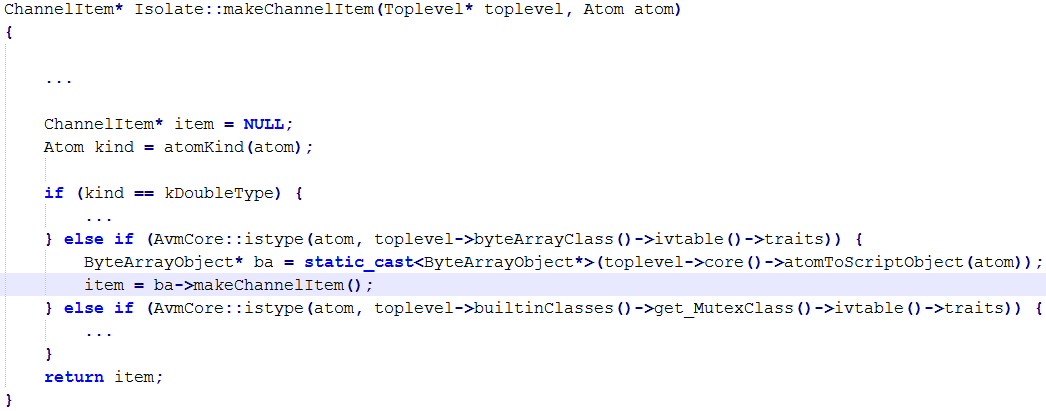 ChannelItem* Isolate::makeChannelItem(Toplevel* toplevel, Atom atom)
{
...
ChannelItem* item = NULL;
Atom kind = atomKind(atom);
if (kind == kDoubleType) {
...
} else if (AvmCore::istype(atom, toplevel->byteArrayClass()->ivtable()->traits)) {
ByteArrayObject* ba = static_cast<ByteArrayObject*>(toplevel->core()->atomToScriptObject(atom));
item = ba->makeChannelItem();
} else if (AvmCore::istype(atom, toplevel->builtinClasses()->get_MutexClass()->ivtable()->traits)) {
...
}
return item;
}